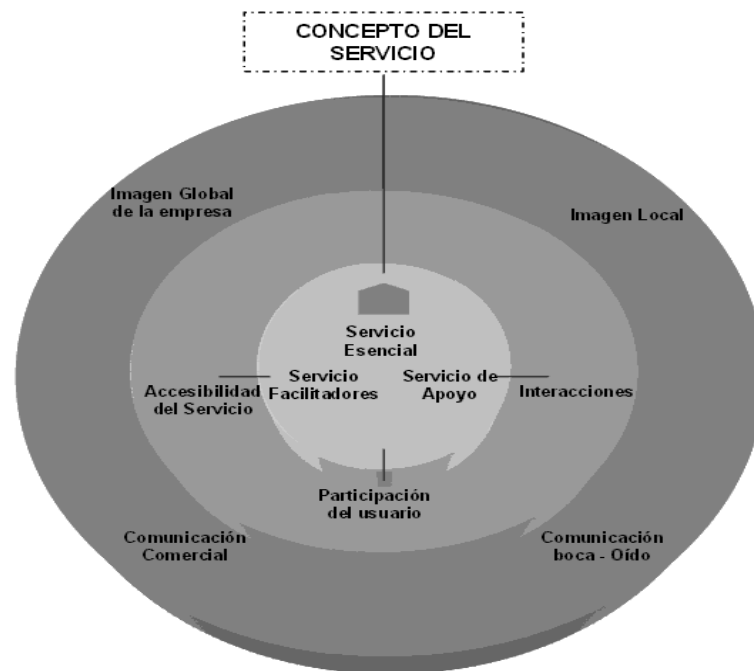 CONCEPTO DEL
SERVICIO
Imagen Global
de la empresa
Imagen Local
Servicio
Esencial
Accesibilidad
del Servicio
Servicio
Facilitadores
Servicio de
Apoyo
Interacciones
Participación
del usuario
Comunicación
Comercial
Comunicación
boca - Oído